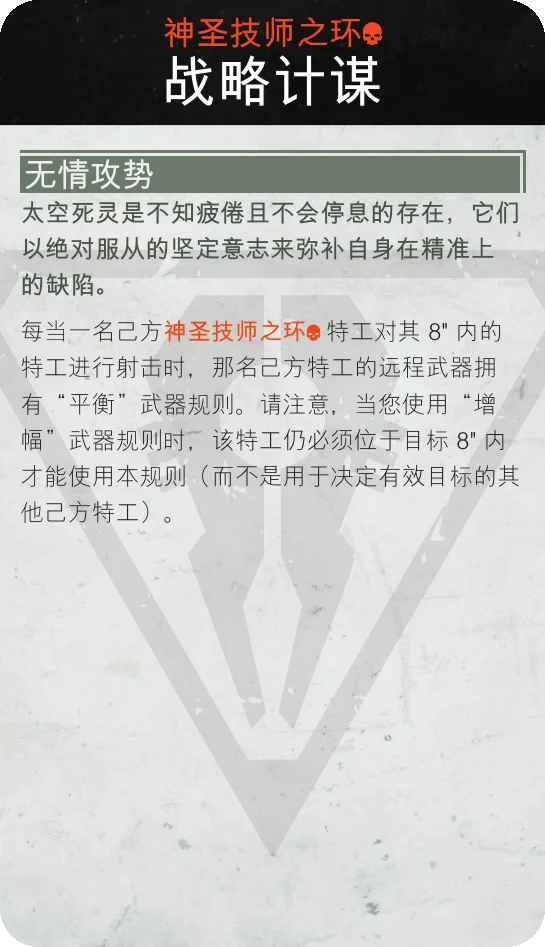 神圣技师之环
战略计谋
无情攻势
太空死灵是不知疲倦且不会停息的存在，它们
以绝对服从的坚定意志来弥补自身在精准上
的缺陷。
每当一名己方神圣技师之环 特工对其 8" 内的
特工进行射击时，那名己方特工的远程武器拥
有“平衡”武器规则。请注意，当您使用“增
幅”武器规则时，该特工仍必须位于目标 8" 内
才能使用本规则（而不是用于决定有效目标的其
他己方特工）。